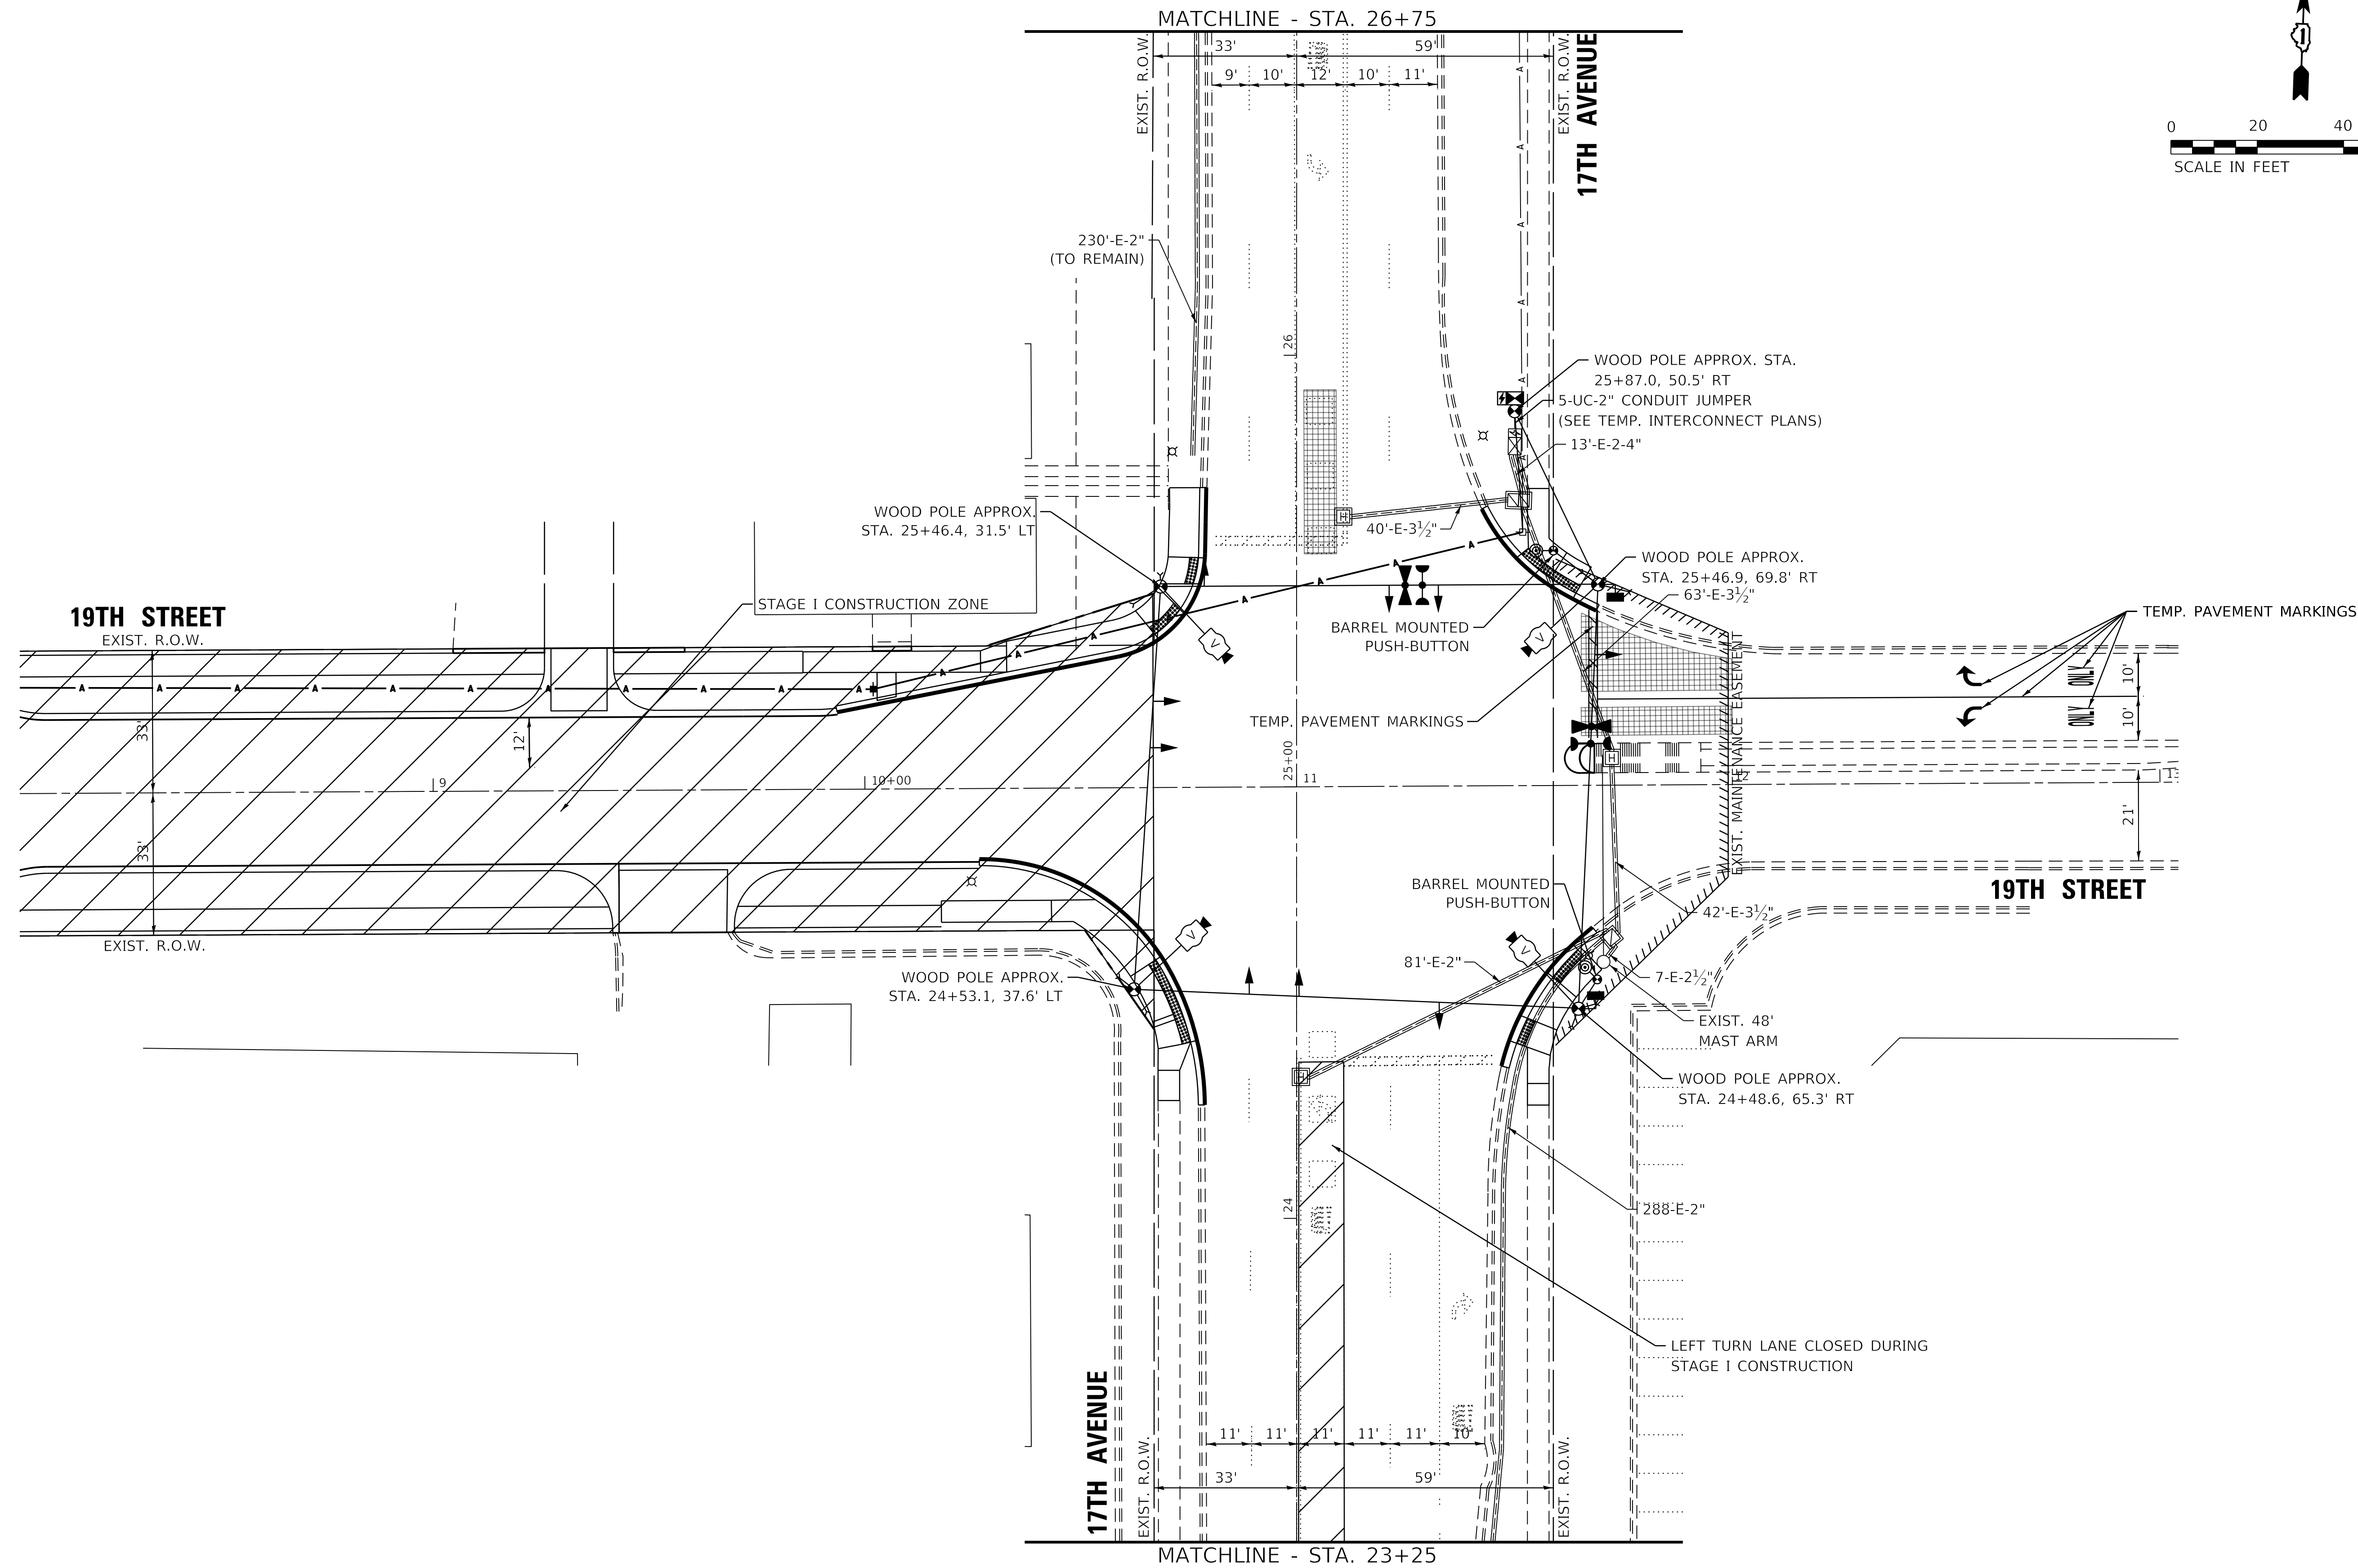 MATCHLINE - STA. 26+75
EXIST. R.O.W.
33'
59'
EXIST. R.O.W.
17TH AVENUE
9'
10'
12'
10'
11'
0
20
40
SCALE IN FEET
A
A
A
A
A
A
230'-E-2"
(TO REMAIN)
26
WOOD POLE APPROX. STA.
25+87.0, 50.5' RT
5-UC-2" CONDUIT JUMPER
(SEE TEMP. INTERCONNECT PLANS)
13'-E-2-4"
WOOD POLE APPROX.
STA. 25+46.4, 31.5' LT
H
40'-E-3½"
WOOD POLE APPROX.
STA. 25+46.9, 69.8' RT
63'-E-3½"
19TH STREET
EXIST. R.O.W.
STAGE I CONSTRUCTION ZONE
A
A
A
A
A
A
V
V
BARREL MOUNTED
PUSH-BUTTON
TEMP. PAVEMENT MARKINGS
A A A A A A A A A A A
33'
12'
TEMP. PAVEMENT MARKINGS
EXIST. MAINTENANCE EASEMENT
ONLY
ONLY
10'
10'
H
9
10+00
25+00
11
12
13
33'
21'
EXIST. R.O.W.
BARREL MOUNTED
PUSH-BUTTON
42'-E-3½"
19TH STREET
V
V
WOOD POLE APPROX.
STA. 24+53.1, 37.6' LT
81'-E-2"
7-E-2½"
EXIST. 48'
MAST ARM
H
WOOD POLE APPROX.
STA. 24+48.6, 65.3' RT
24
ONLY
288-E-2"
LEFT TURN LANE CLOSED DURING
STAGE I CONSTRUCTION
17TH AVENUE
EXIST. R.O.W.
ONLY
11'
11'
11'
11'
11'
10'
33'
59'
EXIST. R.O.W.
MATCHLINE - STA. 23+25